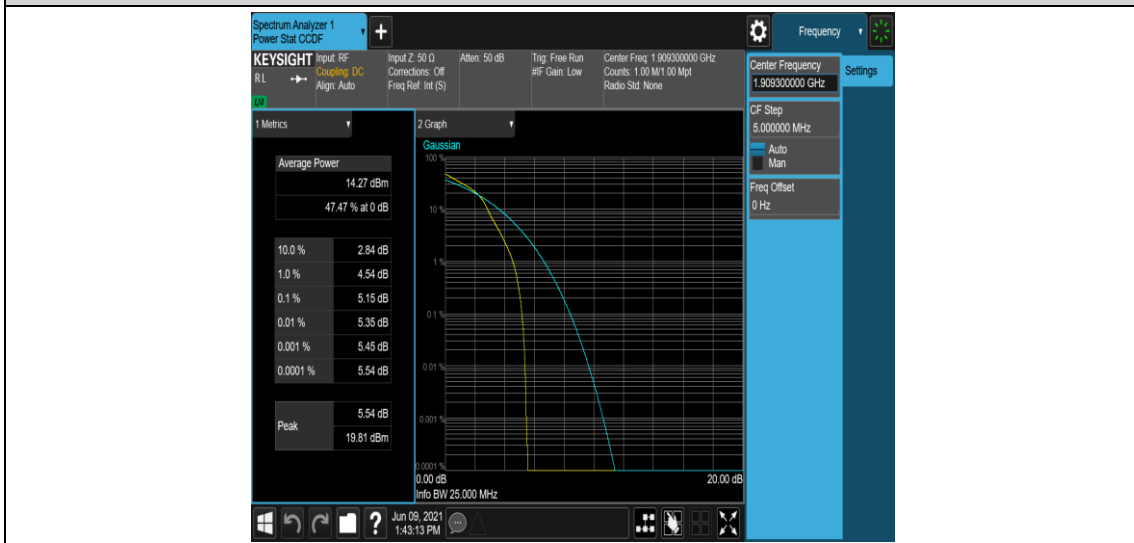 Spectrum Analyzer 1
Power Stat CCDF
+
Frequency
KEYSIGHT
RL
LXI
Input: RF
Coupling: DC
Align: Auto
Input Z: 50 Ω
Corrections: Off
Freq Ref: Int (S)
Atten: 50 dB
Trig: Free Run
#IF Gain: Low
Center Freq: 1.909300000 GHz
Counts: 1.00 M/1.00 Mpt
Radio Std: None
Center Frequency
1.909300000 GHz
Settings
CF Step
5.000000 MHz
Auto
Man
Freq Offset
0 Hz
1 Metrics
Average Power
14.27 dBm
47.47 % at 0 dB
10.0 % 2.84 dB
1.0 % 4.54 dB
0.1 % 5.15 dB
0.01 % 5.35 dB
0.001 % 5.45 dB
0.0001 % 5.54 dB
Peak 5.54 dB
19.81 dBm
2 Graph
Gaussian
100 %
10 %
1 %
0.1 %
0.01 %
0.001 %
0.0001 %
0.00 dB 20.00 dB
Info BW 25.000 MHz
?
Jun 09, 2021
1:43:13 PM